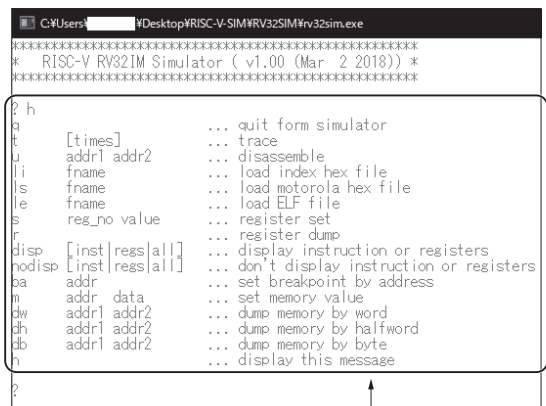 C:¥Users¥ ¥Desktop¥RISC-V-SIM¥RV32SIM¥rv32sim.exe
******************************************************
* RISC-V RV32IM Simulator ( v1.00 (Mar 2 2018)) *
******************************************************
? h
q ... quit form simulator
t [times] ... trace
u addr1 addr2 ... disassemble
li fname ... load index hex file
ls fname ... load motorola hex file
le fname ... load ELF file
s reg_no value ... register set
r ... register dump
disp [inst|regs|all] ... display instruction or registers
nodisp [inst|regs|all] ... don't display instruction or registers
ba addr ... set breakpoint by address
m addr data ... set memory value
dw addr1 addr2 ... dump memory by word
dh addr1 addr2 ... dump memory by halfword
db addr1 addr2 ... dump memory by byte
h ... display this message
?